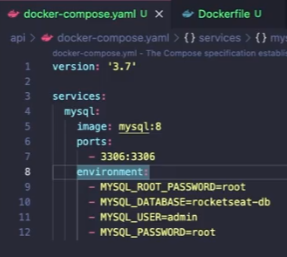 docker-compose.yaml U X Dockerfile U
api > docker-compose.yaml > {} services > {}
docker-compose.yml - The Compose specification
1 version: '3.7'
2
3 services:
4 mysql:
5 image: mysql:8
6 ports:
7 - 3306:3306
8 environment:
9 - MYSQL_ROOT_PASSWORD=root
10 - MYSQL_DATABASE=rocketseat-db
11 - MYSQL_USER=admin
12 - MYSQL_PASSWORD=root